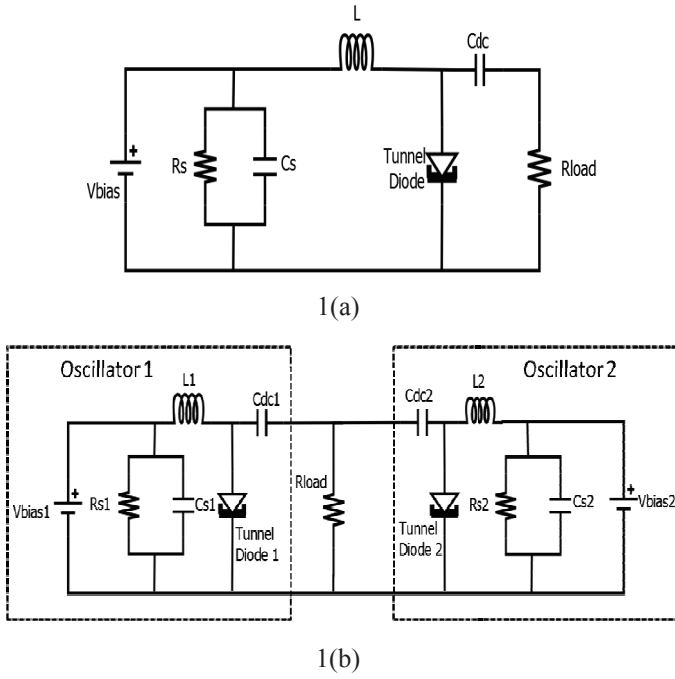 L
Cdc
+
Vbias
Rs
Cs
Tunnel
Diode
Rload
1(a)
Oscillator 1
Oscillator 2
L1
Cdc1
Cdc2
L2
+
Vbias1
Rs1
Cs1
Tunnel
Diode 1
Rload
Tunnel
Diode 2
Rs2
Cs2
+
Vbias2
1(b)